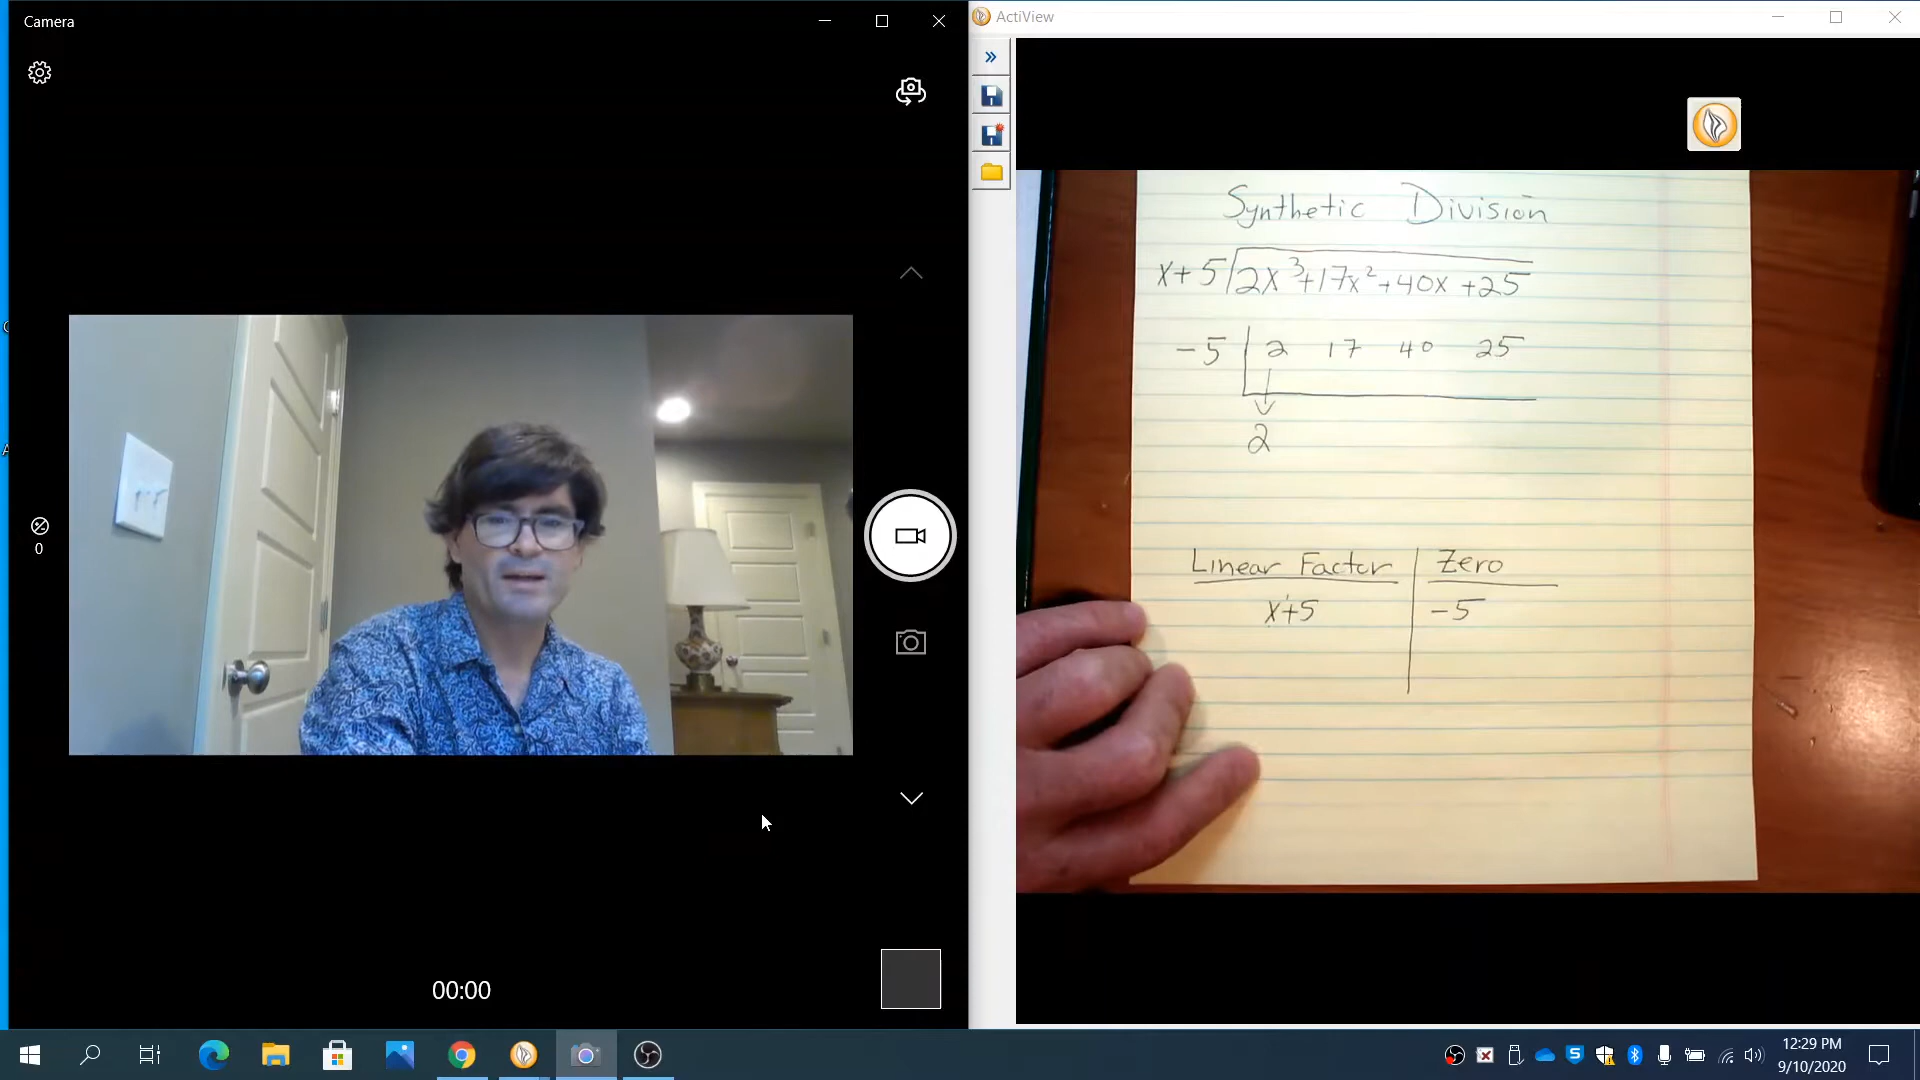 Camera
ActiView
0
00:00
Synthetic Division
x+5 2x³+17x²+40x+25
-5 2 17 40 25
2
Linear Factor Zero
x+5 -5
12:29 PM
9/10/2020